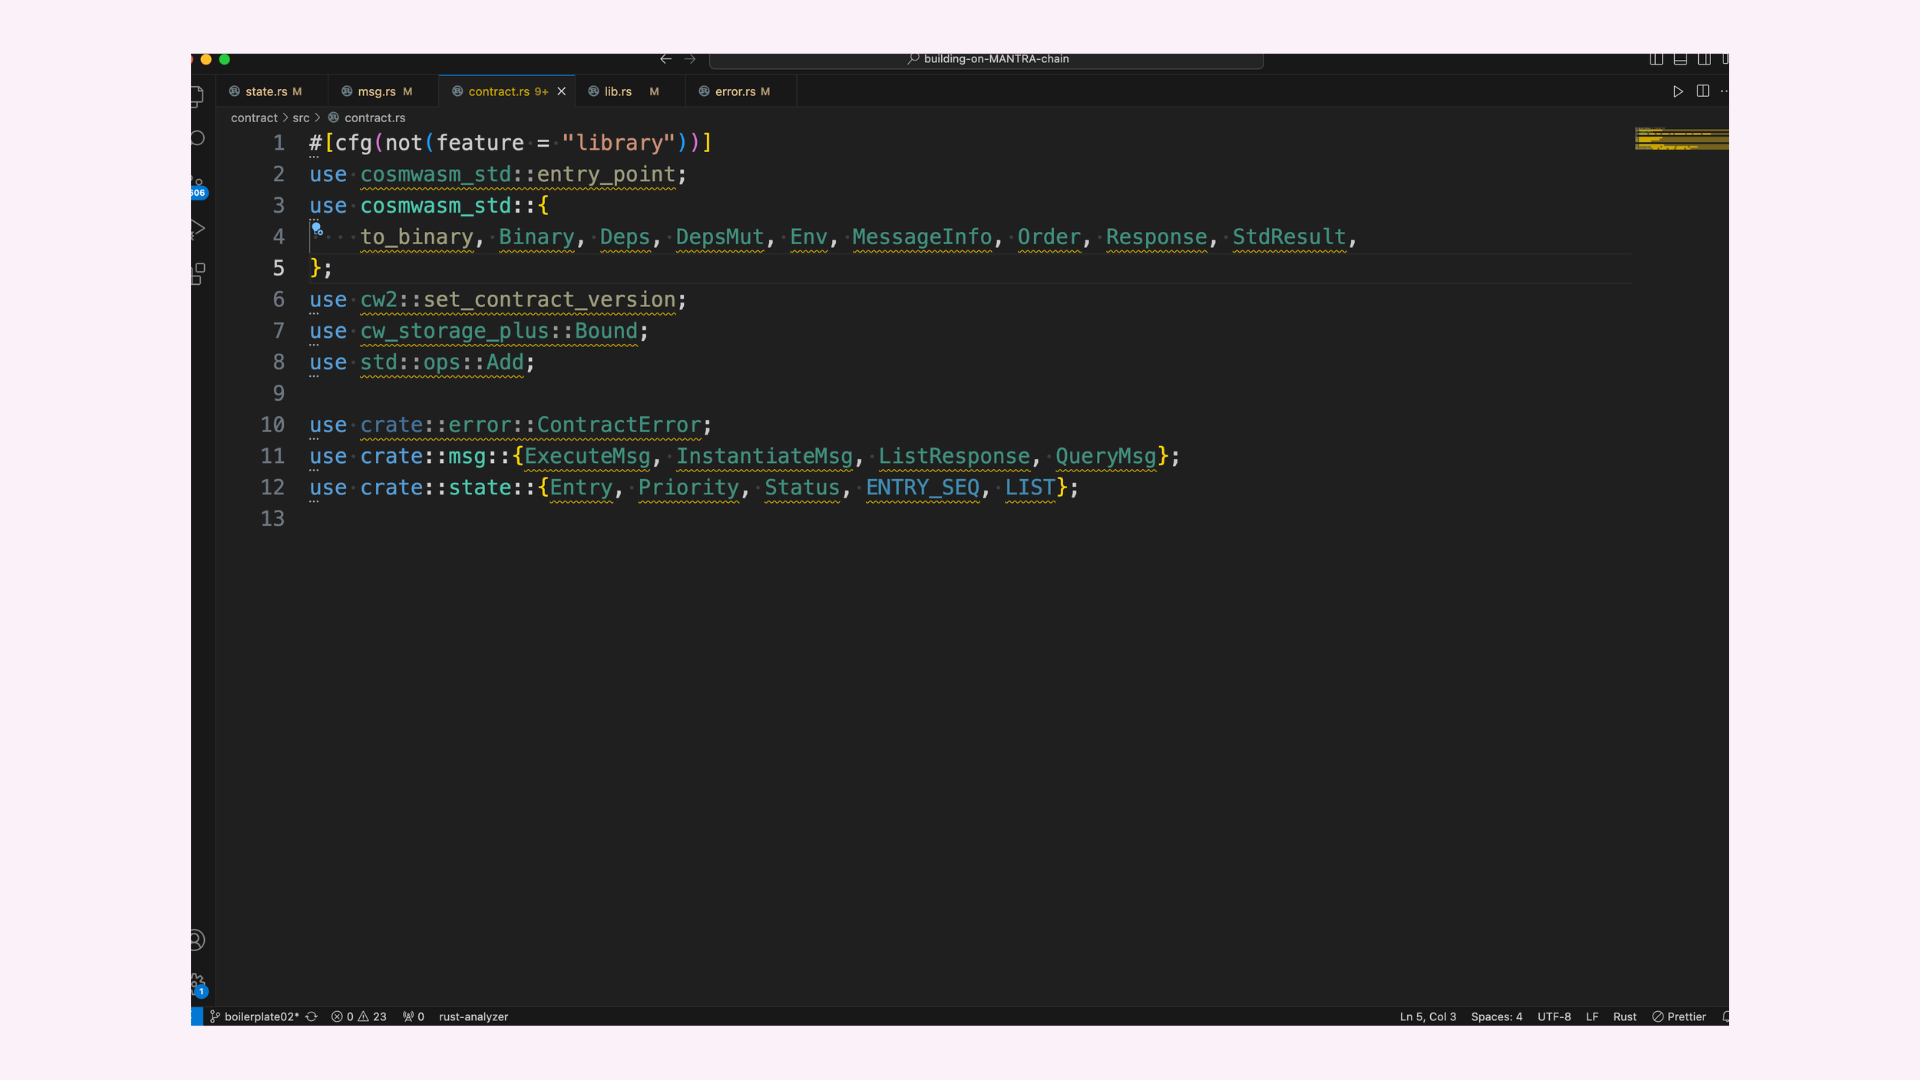 building-on-MANTRA-chain
state.rs M msg.rs M contract.rs 9+ lib.rs M error.rs M
contract > src > contract.rs
1 #[cfg(not(feature = "library"))]
2 use cosmwasm_std::entry_point;
3 use cosmwasm_std::{
4 to_binary, Binary, Deps, DepsMut, Env, MessageInfo, Order, Response, StdResult,
5 };
6 use cw2::set_contract_version;
7 use cw_storage_plus::Bound;
8 use std::ops::Add;
9
10 use crate::error::ContractError;
11 use crate::msg::{ExecuteMsg, InstantiateMsg, ListResponse, QueryMsg};
12 use crate::state::{Entry, Priority, Status, ENTRY_SEQ, LIST};
13
606
1
boilerplate02* 0 23 0 rust-analyzer Ln 5, Col 3 Spaces: 4 UTF-8 LF Rust Prettier